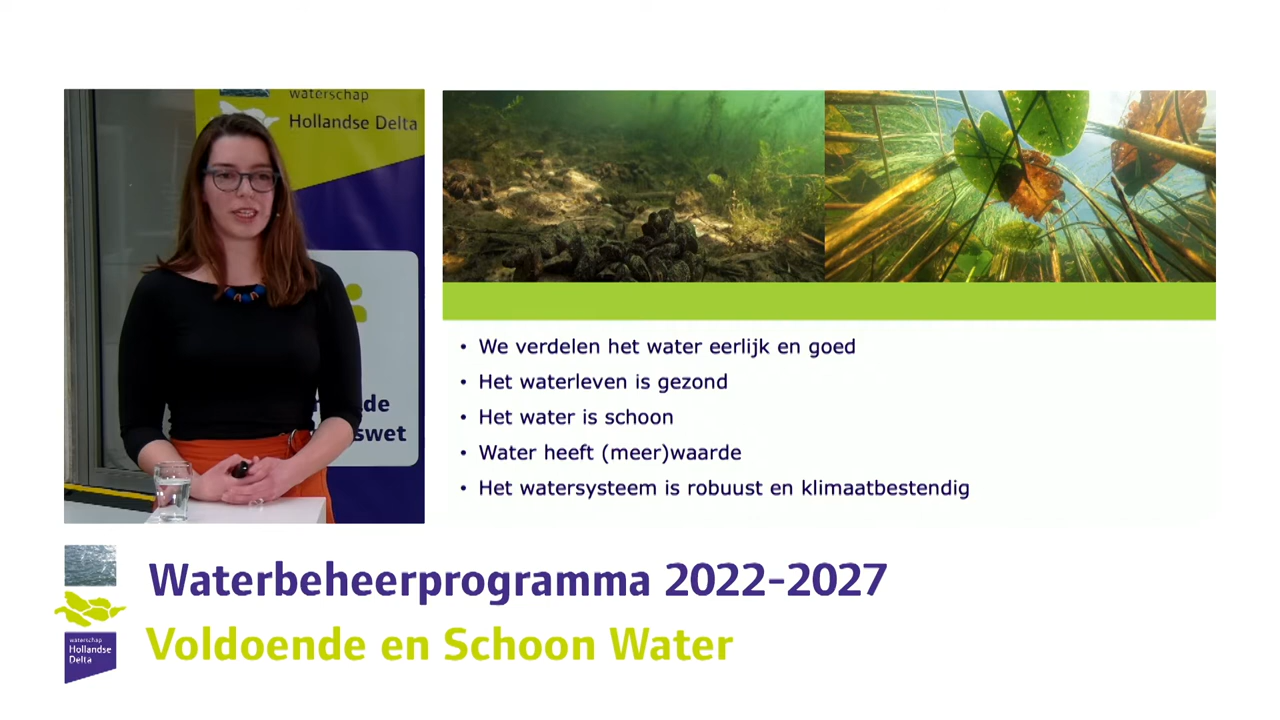 waterschap
Hollandse Delta
de
swet
• We verdelen het water eerlijk en goed
• Het waterleven is gezond
• Het water is schoon
• Water heeft (meer)waarde
• Het watersysteem is robuust en klimaatbestendig
Waterbeheerprogramma 2022-2027
Voldoende en Schoon Water
waterschap
Hollandse
Delta